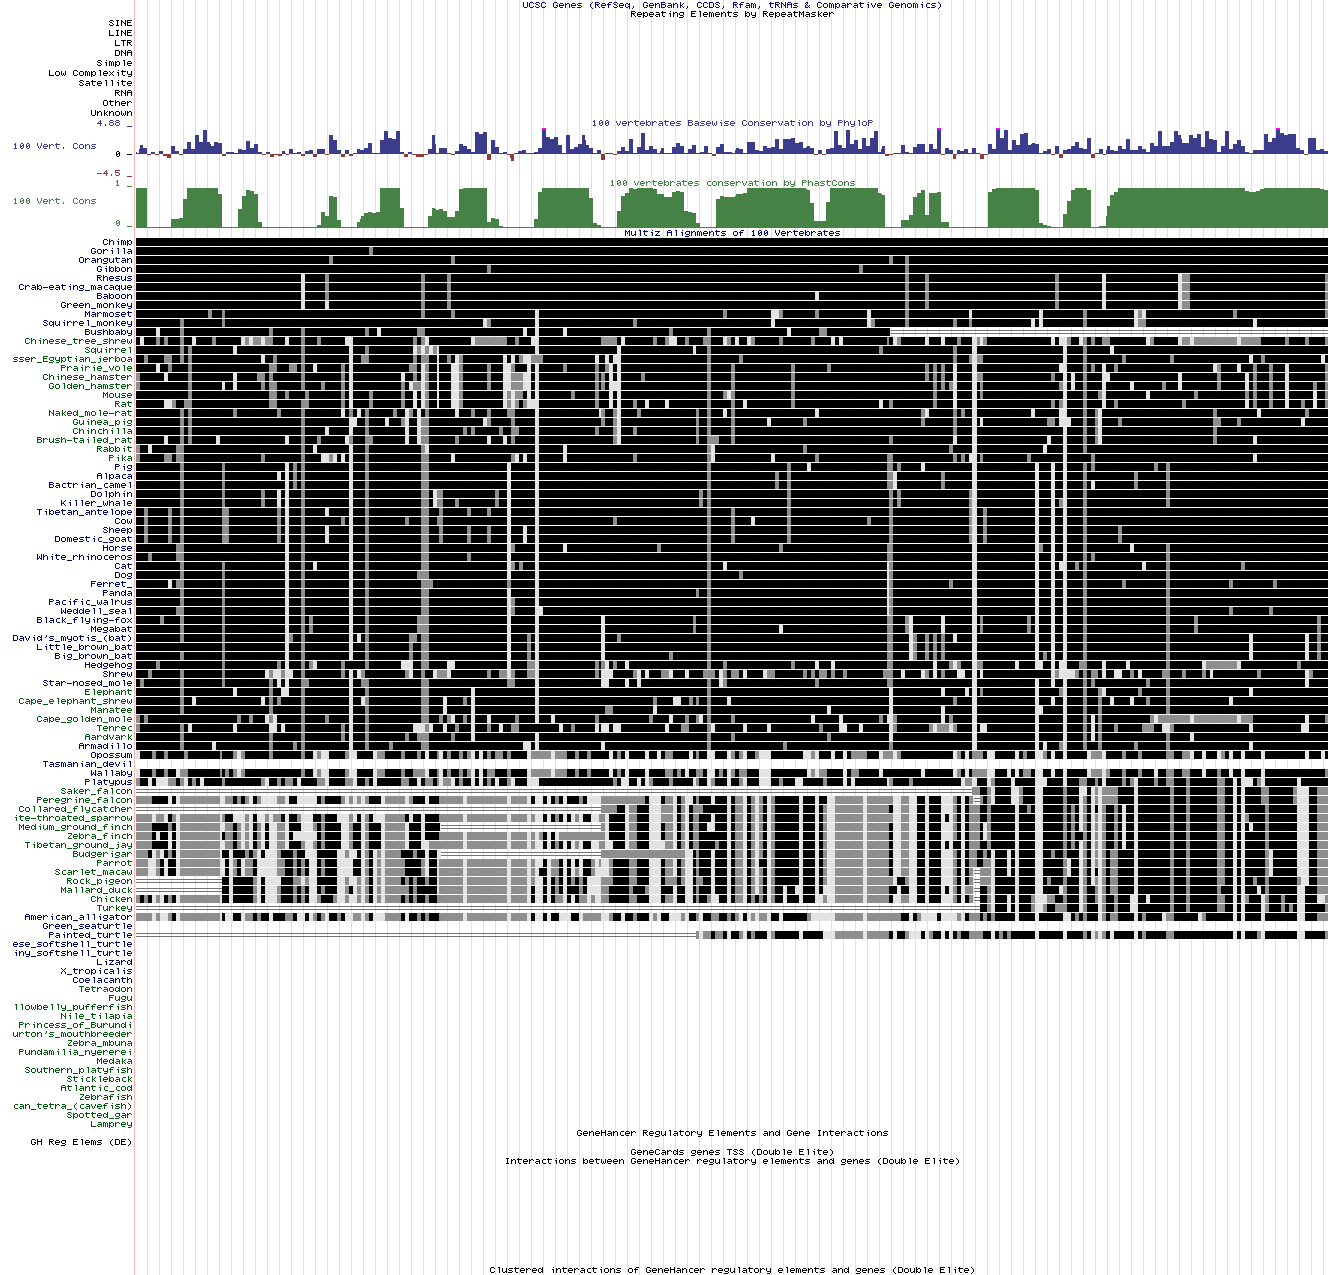 UCSC Genes (RefSeq, GenBank, CCDS, Rfam, tRNAs & Comparative Genomics)
Repeating Elements by RepeatMasker
SINE
LINE
LTR
DNA
Simple
Low Complexity
Satellite
RNA
Other
Unknown
4.88 _
100 vertebrates Basewise Conservation by PhyloP
100 Vert. Cons
0 _
-4.5 _
1 _
100 vertebrates conservation by PhastCons
100 Vert. Cons
0 _
Multiz Alignments of 100 Vertebrates
Chimp
Gorilla
Orangutan
Gibbon
Rhesus
Crab-eating_macaque
Baboon
Green_monkey
Marmoset
Squirrel_monkey
Bushbaby
Chinese_tree_shrew
Squirrel
sser_Egyptian_jerboa
Prairie_vole
Chinese_hamster
Golden_hamster
Mouse
Rat
Naked_mole-rat
Guinea_pig
Chinchilla
Brush-tailed_rat
Rabbit
Pika
Pig
Alpaca
Bactrian_camel
Dolphin
Killer_whale
Tibetan_antelope
Cow
Sheep
Domestic_goat
Horse
White_rhinoceros
Cat
Dog
Ferret_
Panda
Pacific_walrus
Weddell_seal
Black_flying-fox
Megabat
David's_myotis_(bat)
Little_brown_bat
Big_brown_bat
Hedgehog
Shrew
Star-nosed_mole
Elephant
Cape_elephant_shrew
Manatee
Cape_golden_mole
Tenrec
Aardvark
Armadillo
Opossum
Tasmanian_devil
Wallaby
Platypus
Saker_falcon
Peregrine_falcon
Collared_flycatcher
ite-throated_sparrow
Medium_ground_finch
Zebra_finch
Tibetan_ground_jay
Budgerigar
Parrot
Scarlet_macaw
Rock_pigeon
Mallard_duck
Chicken
Turkey
American_alligator
Green_seaturtle
Painted_turtle
ese_softshell_turtle
iny_softshell_turtle
Lizard
X_tropicalis
Coelacanth
Tetraodon
Fugu
llowbelly_pufferfish
Nile_tilapia
Princess_of_Burundi
urton's_mouthbreeder
Zebra_mbuna
Pundamilia_nyererei
Medaka
Southern_platyfish
Stickleback
Atlantic_cod
Zebrafish
can_tetra_(cavefish)
Spotted_gar
Lamprey
GeneHancer Regulatory Elements and Gene Interactions
GH Reg Elems (DE)
GeneCards genes TSS (Double Elite)
Interactions between GeneHancer regulatory elements and genes (Double Elite)
Clustered interactions of GeneHancer regulatory elements and genes (Double Elite)